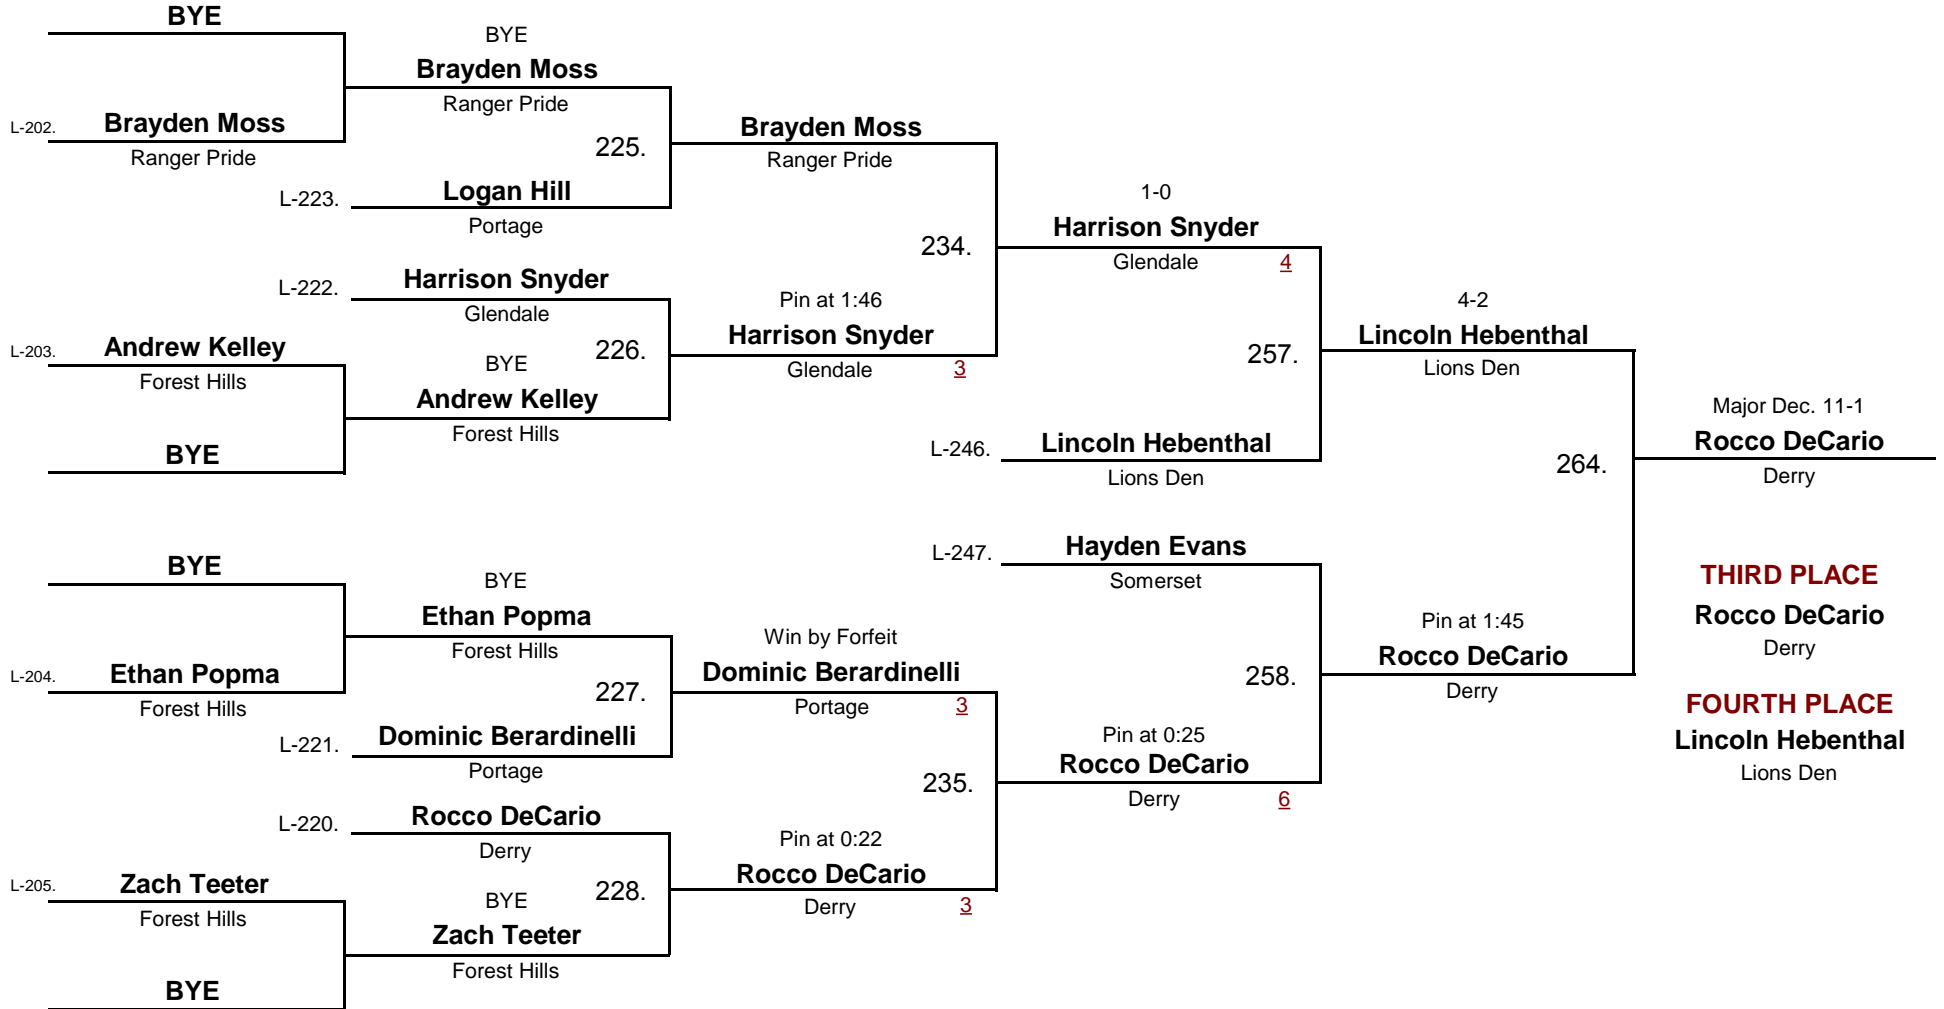 BYE
BYE
Brayden Moss
Ranger Pride
L-202. Brayden Moss
Ranger Pride
225.
Brayden Moss
Ranger Pride
L-223. Logan Hill
Portage
1-0
Harrison Snyder
Glendale 4
234.
L-222. Harrison Snyder
Glendale
Pin at 1:46
Harrison Snyder
Glendale 3
226.
L-203. Andrew Kelley
Forest Hills
BYE
Andrew Kelley
Forest Hills
BYE
257.
4-2
Lincoln Hebenthal
Lions Den
L-246. Lincoln Hebenthal
Lions Den
264.
Major Dec. 11-1
Rocco DeCario
Derry
L-247. Hayden Evans
Somerset
BYE
BYE
Ethan Popma
Forest Hills
L-204. Ethan Popma
Forest Hills
227.
Win by Forfeit
Dominic Berardinelli
Portage 3
L-221. Dominic Berardinelli
Portage
258.
Pin at 1:45
Rocco DeCario
Derry
THIRD PLACE
Rocco DeCario
Derry
FOURTH PLACE
Lincoln Hebenthal
Lions Den
235.
Pin at 0:25
Rocco DeCario
Derry 6
L-220. Rocco DeCario
Derry
Pin at 0:22
Rocco DeCario
Derry 3
228.
L-205. Zach Teeter
Forest Hills
BYE
Zach Teeter
Forest Hills
BYE